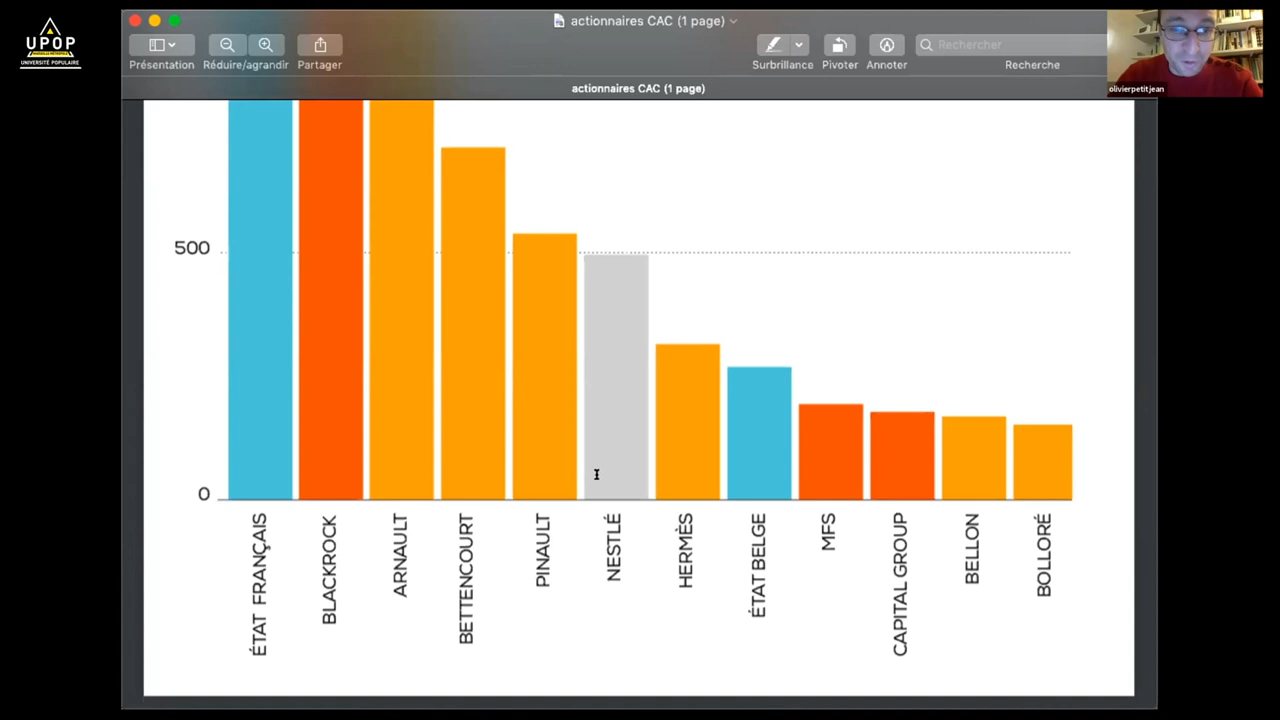 UPOP
MARSEILLE MÉTROPOLE
UNIVERSITÉ POPULAIRE
actionnaires CAC (1 page)
Présentation
Réduire/agrandir
Partager
Surbrillance
Pivoter
Annoter
Rechercher
Recherche
actionnaires CAC (1 page)
olivierpetitjean
500
0
ÉTAT FRANÇAIS
BLACKROCK
ARNAULT
BETTENCOURT
PINAULT
NESTLÉ
HERMÈS
ÉTAT BELGE
MFS
CAPITAL GROUP
BELLON
BOLLORÉ